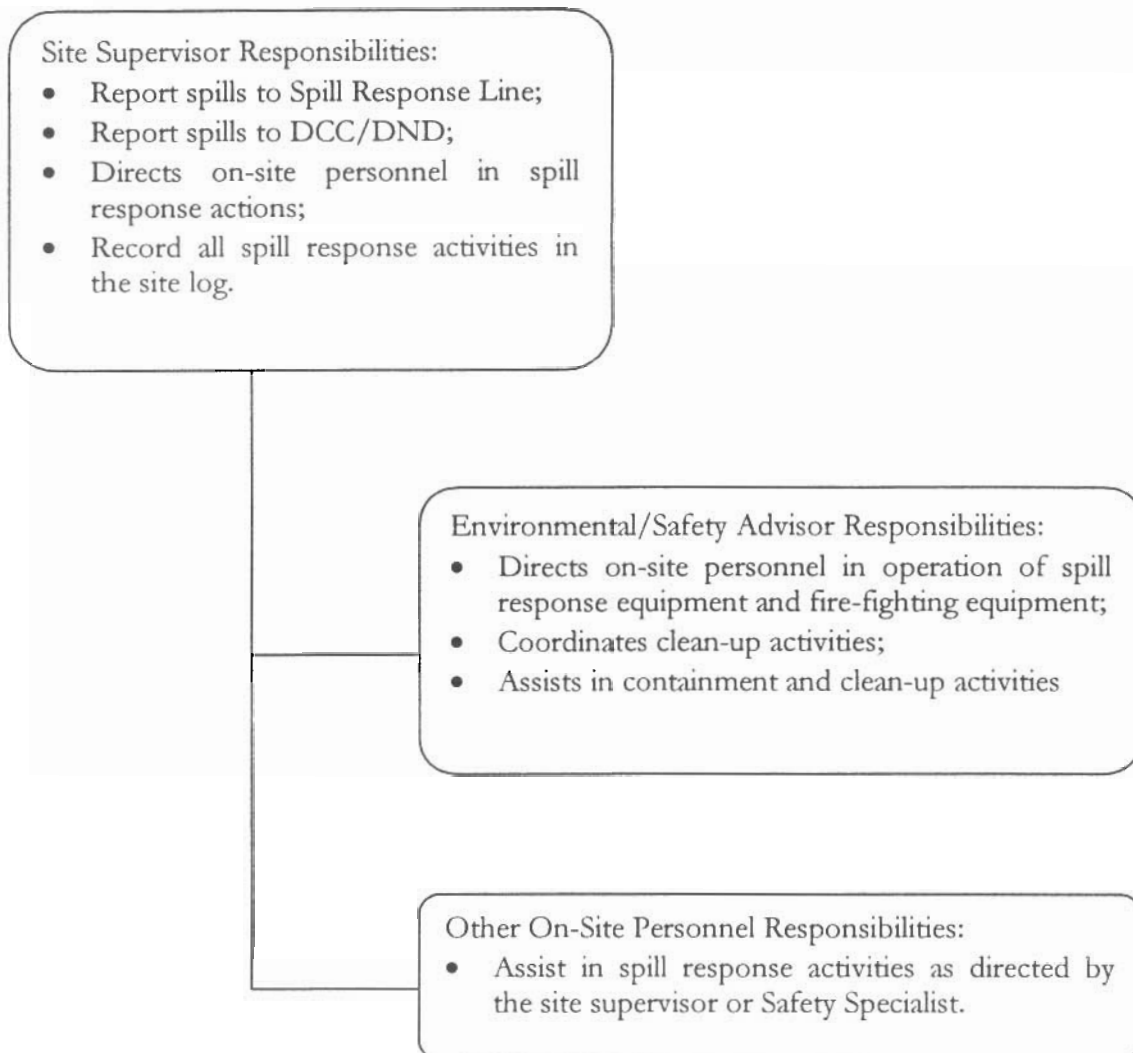 Site Supervisor Responsibilities:
• Report spills to Spill Response Line;
• Report spills to DCC/DND;
• Directs on-site personnel in spill
response actions;
• Record all spill response activities in
the site log.
Environmental/Safety Advisor Responsibilities:
• Directs on-site personnel in operation of spill
response equipment and fire-fighting equipment;
• Coordinates clean-up activities;
• Assists in containment and clean-up activities
Other On-Site Personnel Responsibilities:
• Assist in spill response activities as directed by
the site supervisor or Safety Specialist.